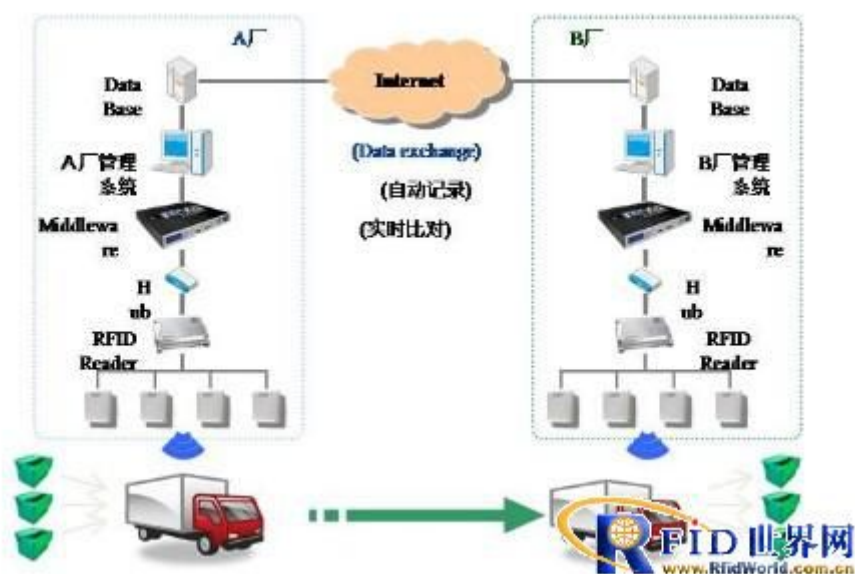 A厂
B厂
Data
Base
Internet
Data
Base
(Data exchange)
A厂管理
系统
(自动记录)
B厂管理
系统
Middlewa
re
(实时比对)
Middlewa
re
H
ub
H
ub
RFID
Reader
RFID
Reader
RFID世界网
www.RfidWorld.com.cn